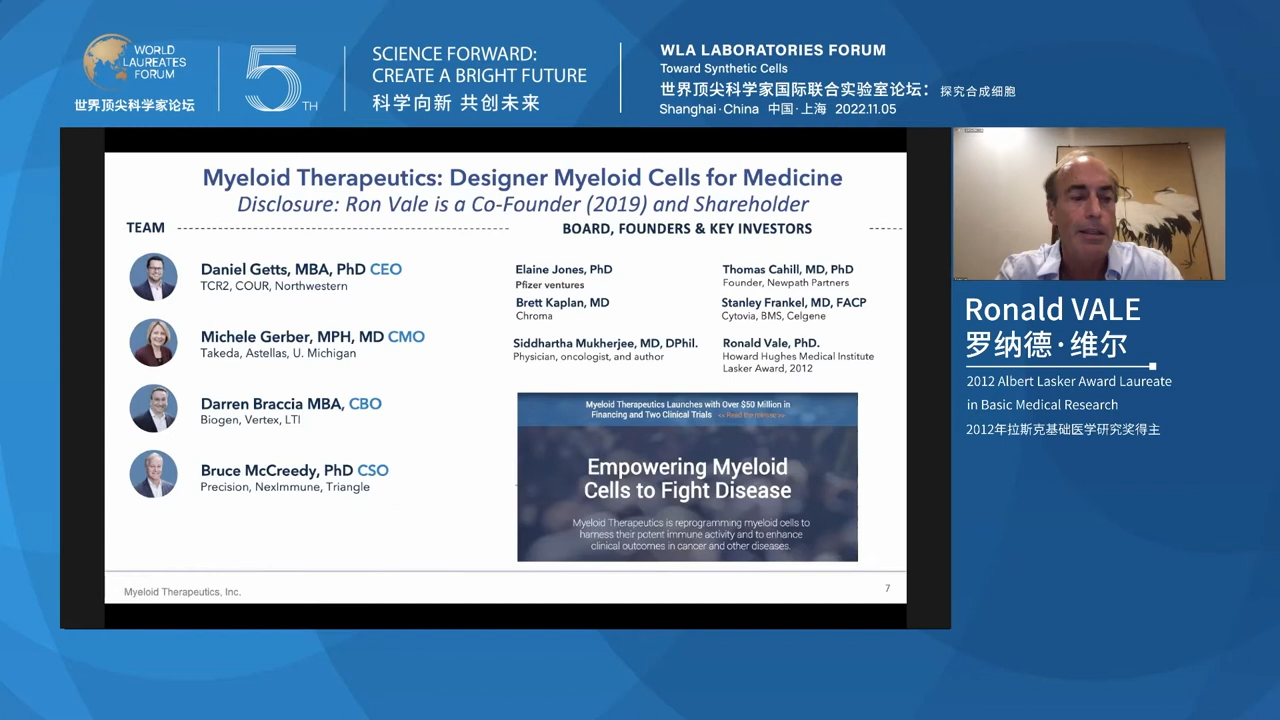 WORLD
LAUREATES
FORUM
世界顶尖科学家论坛
5TH
SCIENCE FORWARD:
CREATE A BRIGHT FUTURE
科学向新 共创未来
WLA LABORATORIES FORUM
Toward Synthetic Cells
世界顶尖科学家国际联合实验室论坛： 探究合成细胞
Shanghai·China 中国·上海 2022.11.05
Myeloid Therapeutics: Designer Myeloid Cells for Medicine
Disclosure: Ron Vale is a Co-Founder (2019) and Shareholder
TEAM
Daniel Getts, MBA, PhD CEO
TCR2, COUR, Northwestern
Michele Gerber, MPH, MD CMO
Takeda, Astellas, U. Michigan
Darren Braccia MBA, CBO
Biogen, Vertex, LTI
Bruce McCreedy, PhD CSO
Precision, NexImmune, Triangle
BOARD, FOUNDERS & KEY INVESTORS
Elaine Jones, PhD
Pfizer ventures
Thomas Cahill, MD, PhD
Founder, Newpath Partners
Brett Kaplan, MD
Chroma
Stanley Frankel, MD, FACP
Cytovia, BMS, Celgene
Siddhartha Mukherjee, MD, DPhil.
Physician, oncologist, and author
Ronald Vale, PhD.
Howard Hughes Medical Institute
Lasker Award, 2012
Myeloid Therapeutics Launches with Over $50 Million in
Financing and Two Clinical Trials << Read the release >>
Empowering Myeloid
Cells to Fight Disease
Myeloid Therapeutics is reprogramming myeloid cells to
harness their potent immune activity and to enhance
clinical outcomes in cancer and other diseases.
Myeloid Therapeutics, Inc.
7
Ronald VALE
罗纳德·维尔
2012 Albert Lasker Award Laureate
in Basic Medical Research
2012年拉斯克基础医学研究奖得主